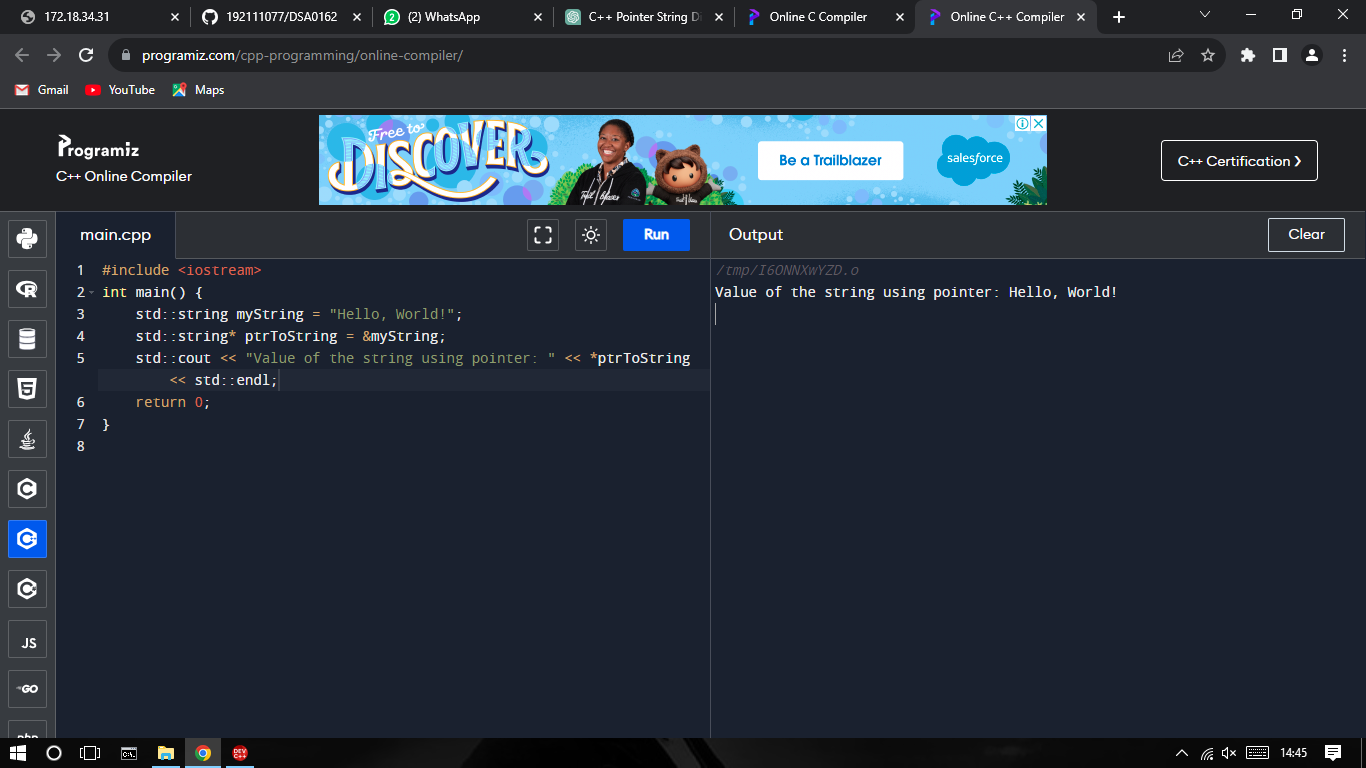 172.18.34.31
192111077/DSA0162
(2) WhatsApp
C++ Pointer String Di
Online C Compiler
Online C++ Compiler
programiz.com/cpp-programming/online-compiler/
Gmail
YouTube
Maps
Programiz
C++ Online Compiler
Free to
DISCOVER
Be a Trailblazer
salesforce
C++ Certification
main.cpp
Run
Output
Clear
1 #include <iostream>
2 int main() {
3 std::string myString = "Hello, World!";
4 std::string* ptrToString = &myString;
5 std::cout << "Value of the string using pointer: " << *ptrToString
<< std::endl;
6 return 0;
7 }
8
/tmp/I6ONNXwYZD.o
Value of the string using pointer: Hello, World!
JS
GO
php
DEV
C++
14:45